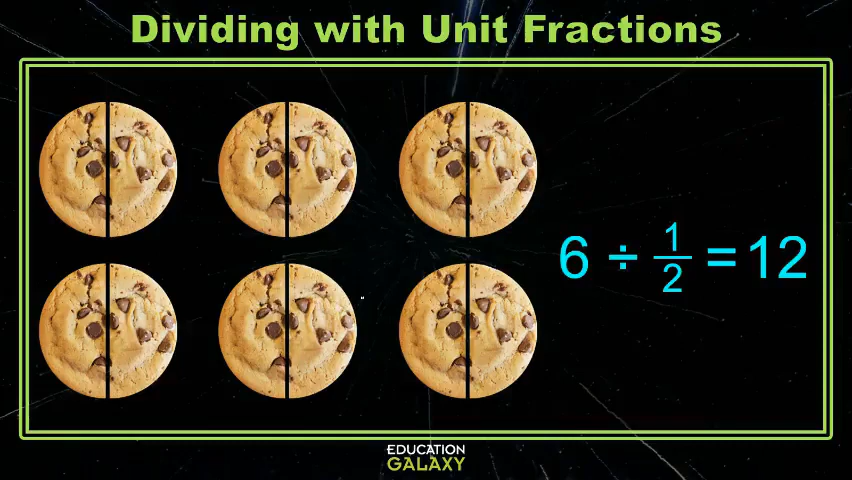 Dividing with Unit Fractions
6 ÷ 1/2 = 12
EDUCATION
GALAXY